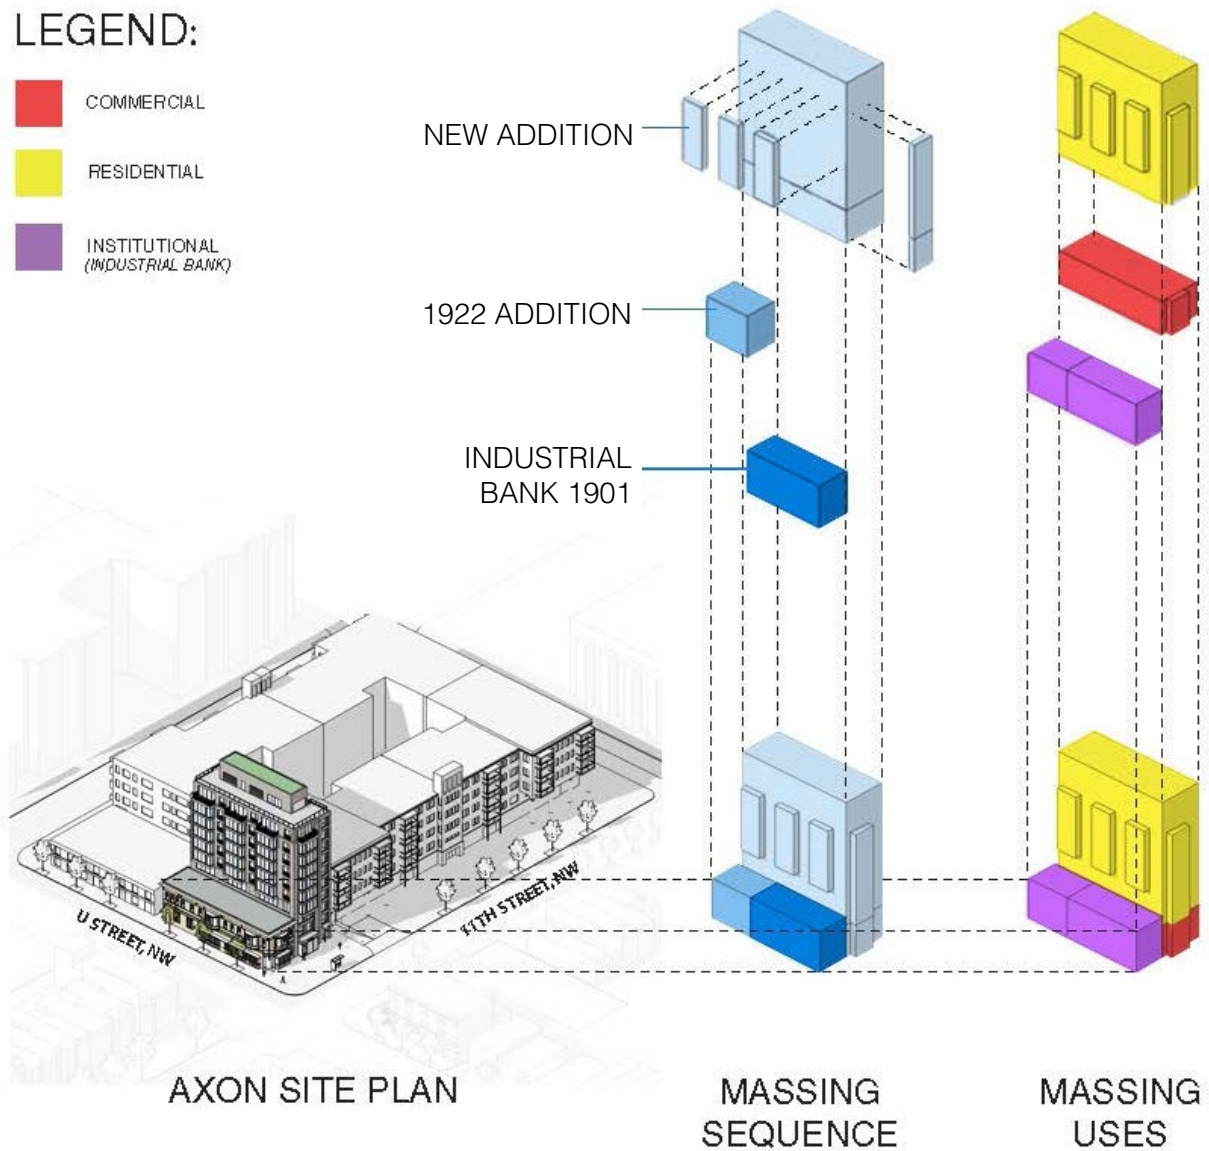 LEGEND:
COMMERCIAL
RESIDENTIAL
INSTITUTIONAL
(INDUSTRIAL BANK)
NEW ADDITION
1922 ADDITION
INDUSTRIAL
BANK 1901
U STREET, NW
11TH STREET, NW
AXON SITE PLAN
MASSING
SEQUENCE
MASSING
USES